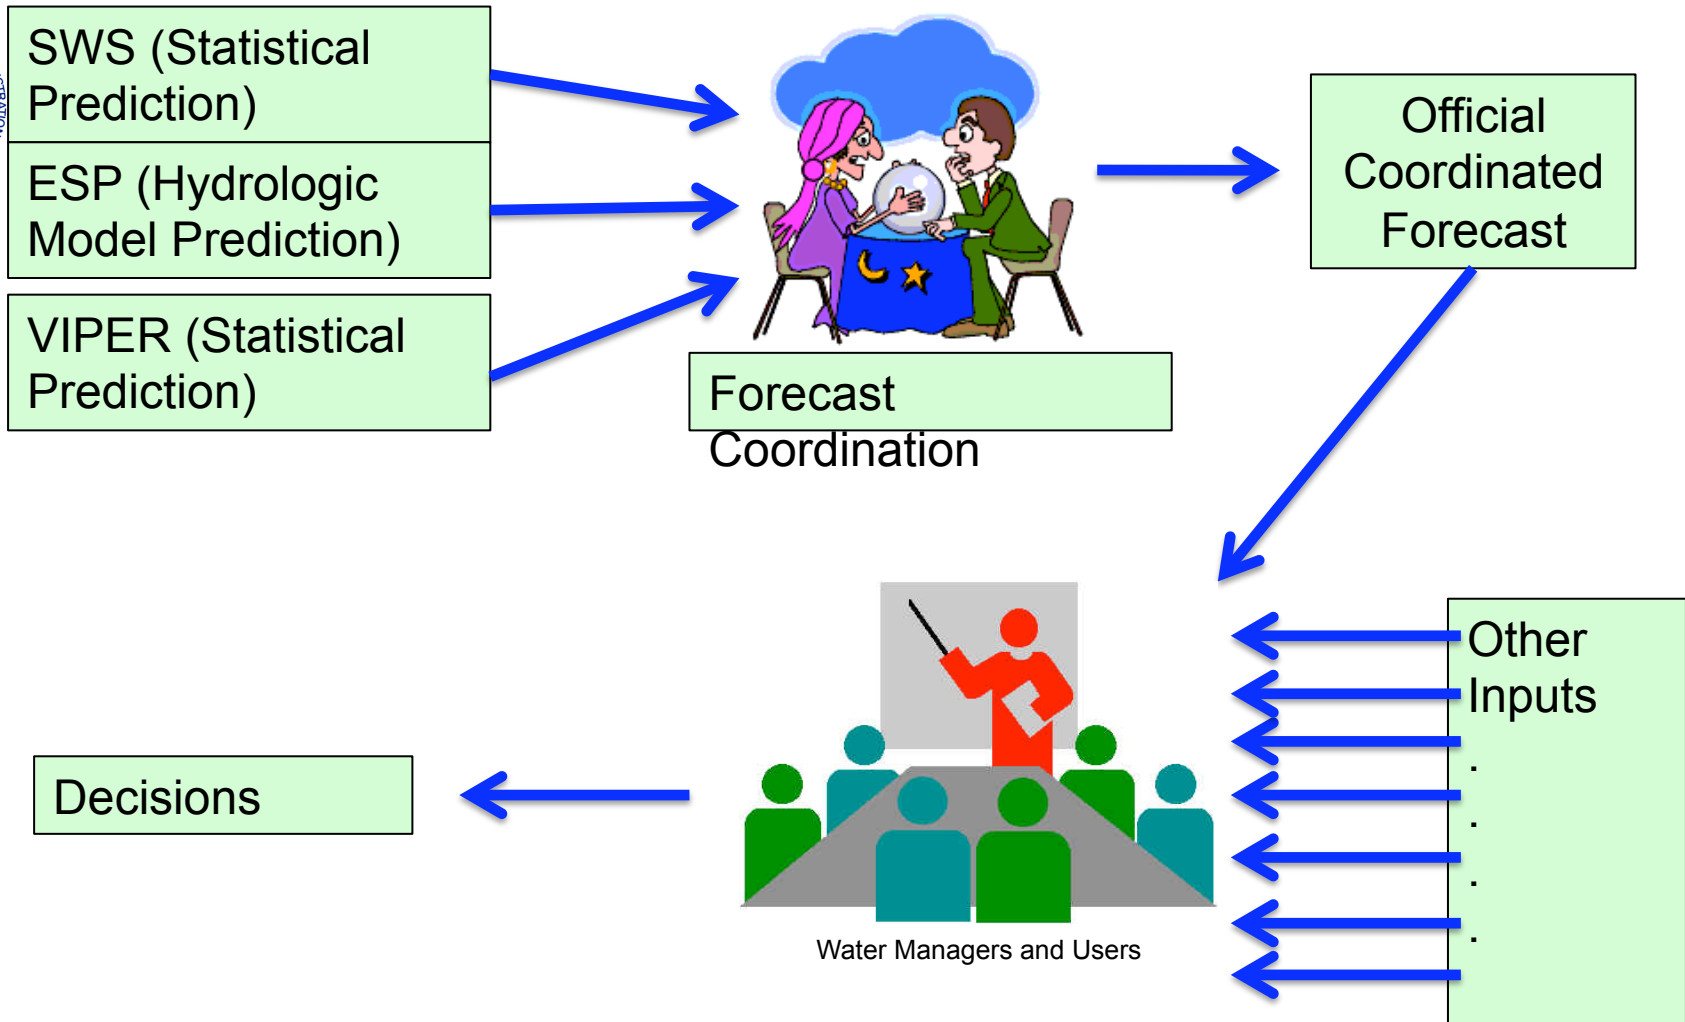 SWS (Statistical
Prediction)
ESP (Hydrologic
Model Prediction)
VIPER (Statistical
Prediction)
Forecast
Coordination
Official
Coordinated
Forecast
Other
Inputs
.
.
.
.
Water Managers and Users
Decisions